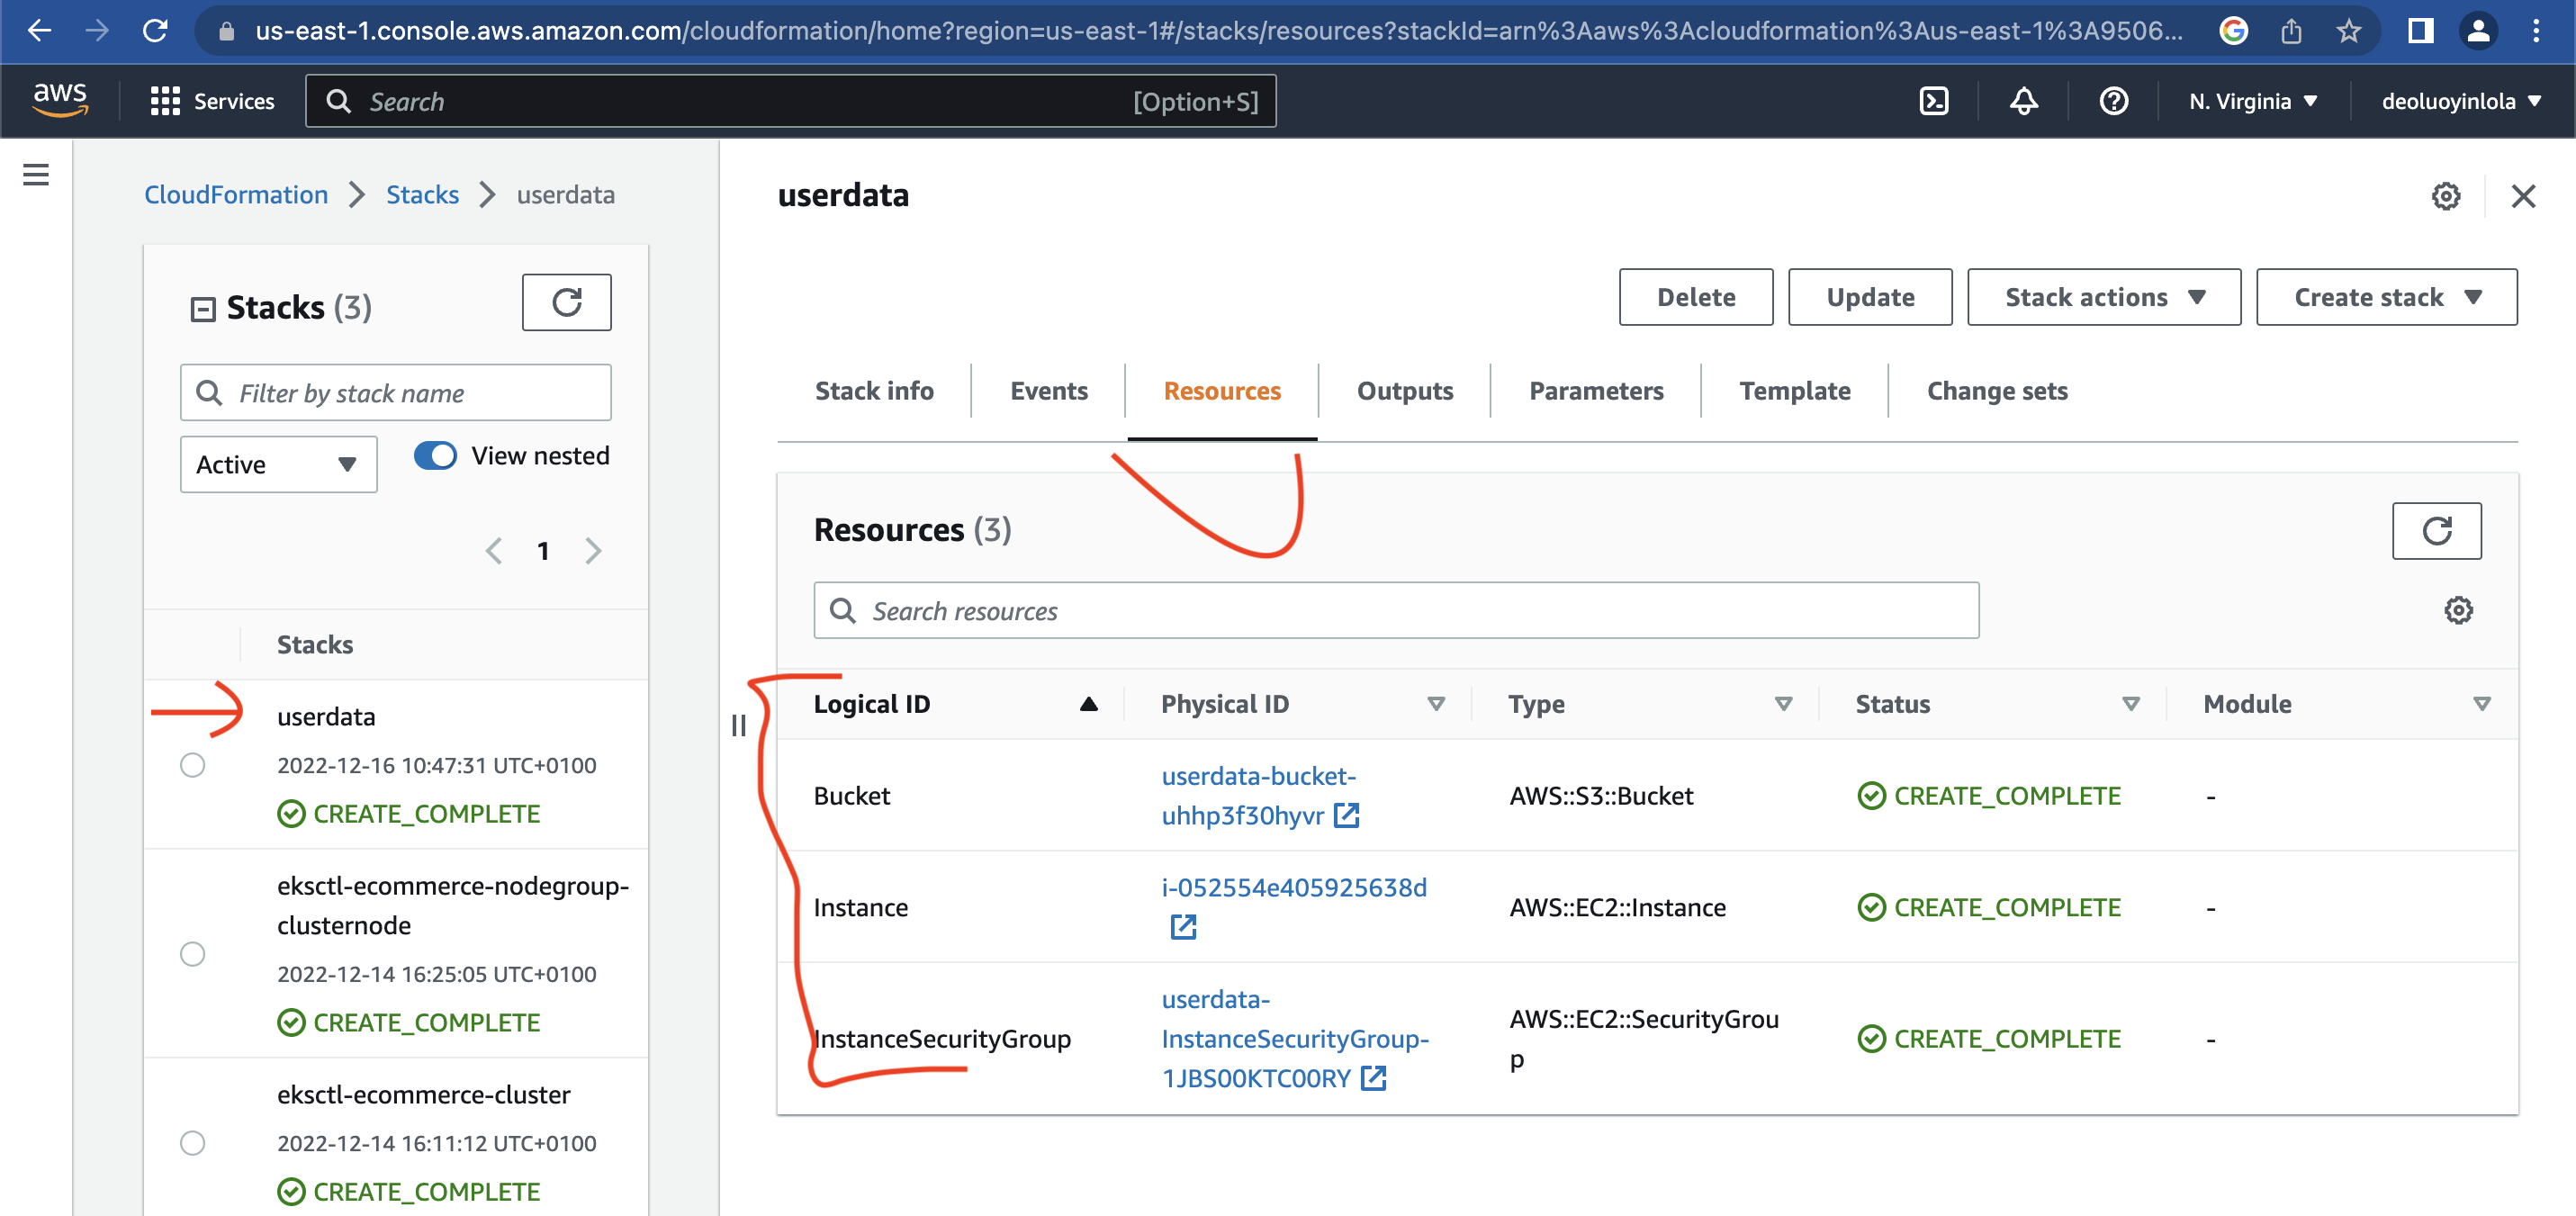 us-east-1.console.aws.amazon.com/cloudformation/home?region=us-east-1#/stacks/resources?stackId=arn%3Aaws%3Acloudformation%3Aus-east-1%3A9506...
aws
Services
Search
[Option+S]
N. Virginia
deoluoyinlola
CloudFormation
Stacks
userdata
Stacks (3)
Filter by stack name
Active
View nested
1
Stacks
userdata
2022-12-16 10:47:31 UTC+0100
CREATE_COMPLETE
eksctl-ecommerce-nodegroup-
clusternode
2022-12-14 16:25:05 UTC+0100
CREATE_COMPLETE
eksctl-ecommerce-cluster
2022-12-14 16:11:12 UTC+0100
CREATE_COMPLETE
userdata
Delete
Update
Stack actions
Create stack
Stack info
Events
Resources
Outputs
Parameters
Template
Change sets
Resources (3)
Search resources
Logical ID
Physical ID
Type
Status
Module
Bucket
userdata-bucket-
uhhp3f30hyvr
AWS::S3::Bucket
CREATE_COMPLETE
-
Instance
i-052554e405925638d
AWS::EC2::Instance
CREATE_COMPLETE
-
InstanceSecurityGroup
userdata-
InstanceSecurityGroup-
1JBS00KTC00RY
AWS::EC2::SecurityGrou
p
CREATE_COMPLETE
-